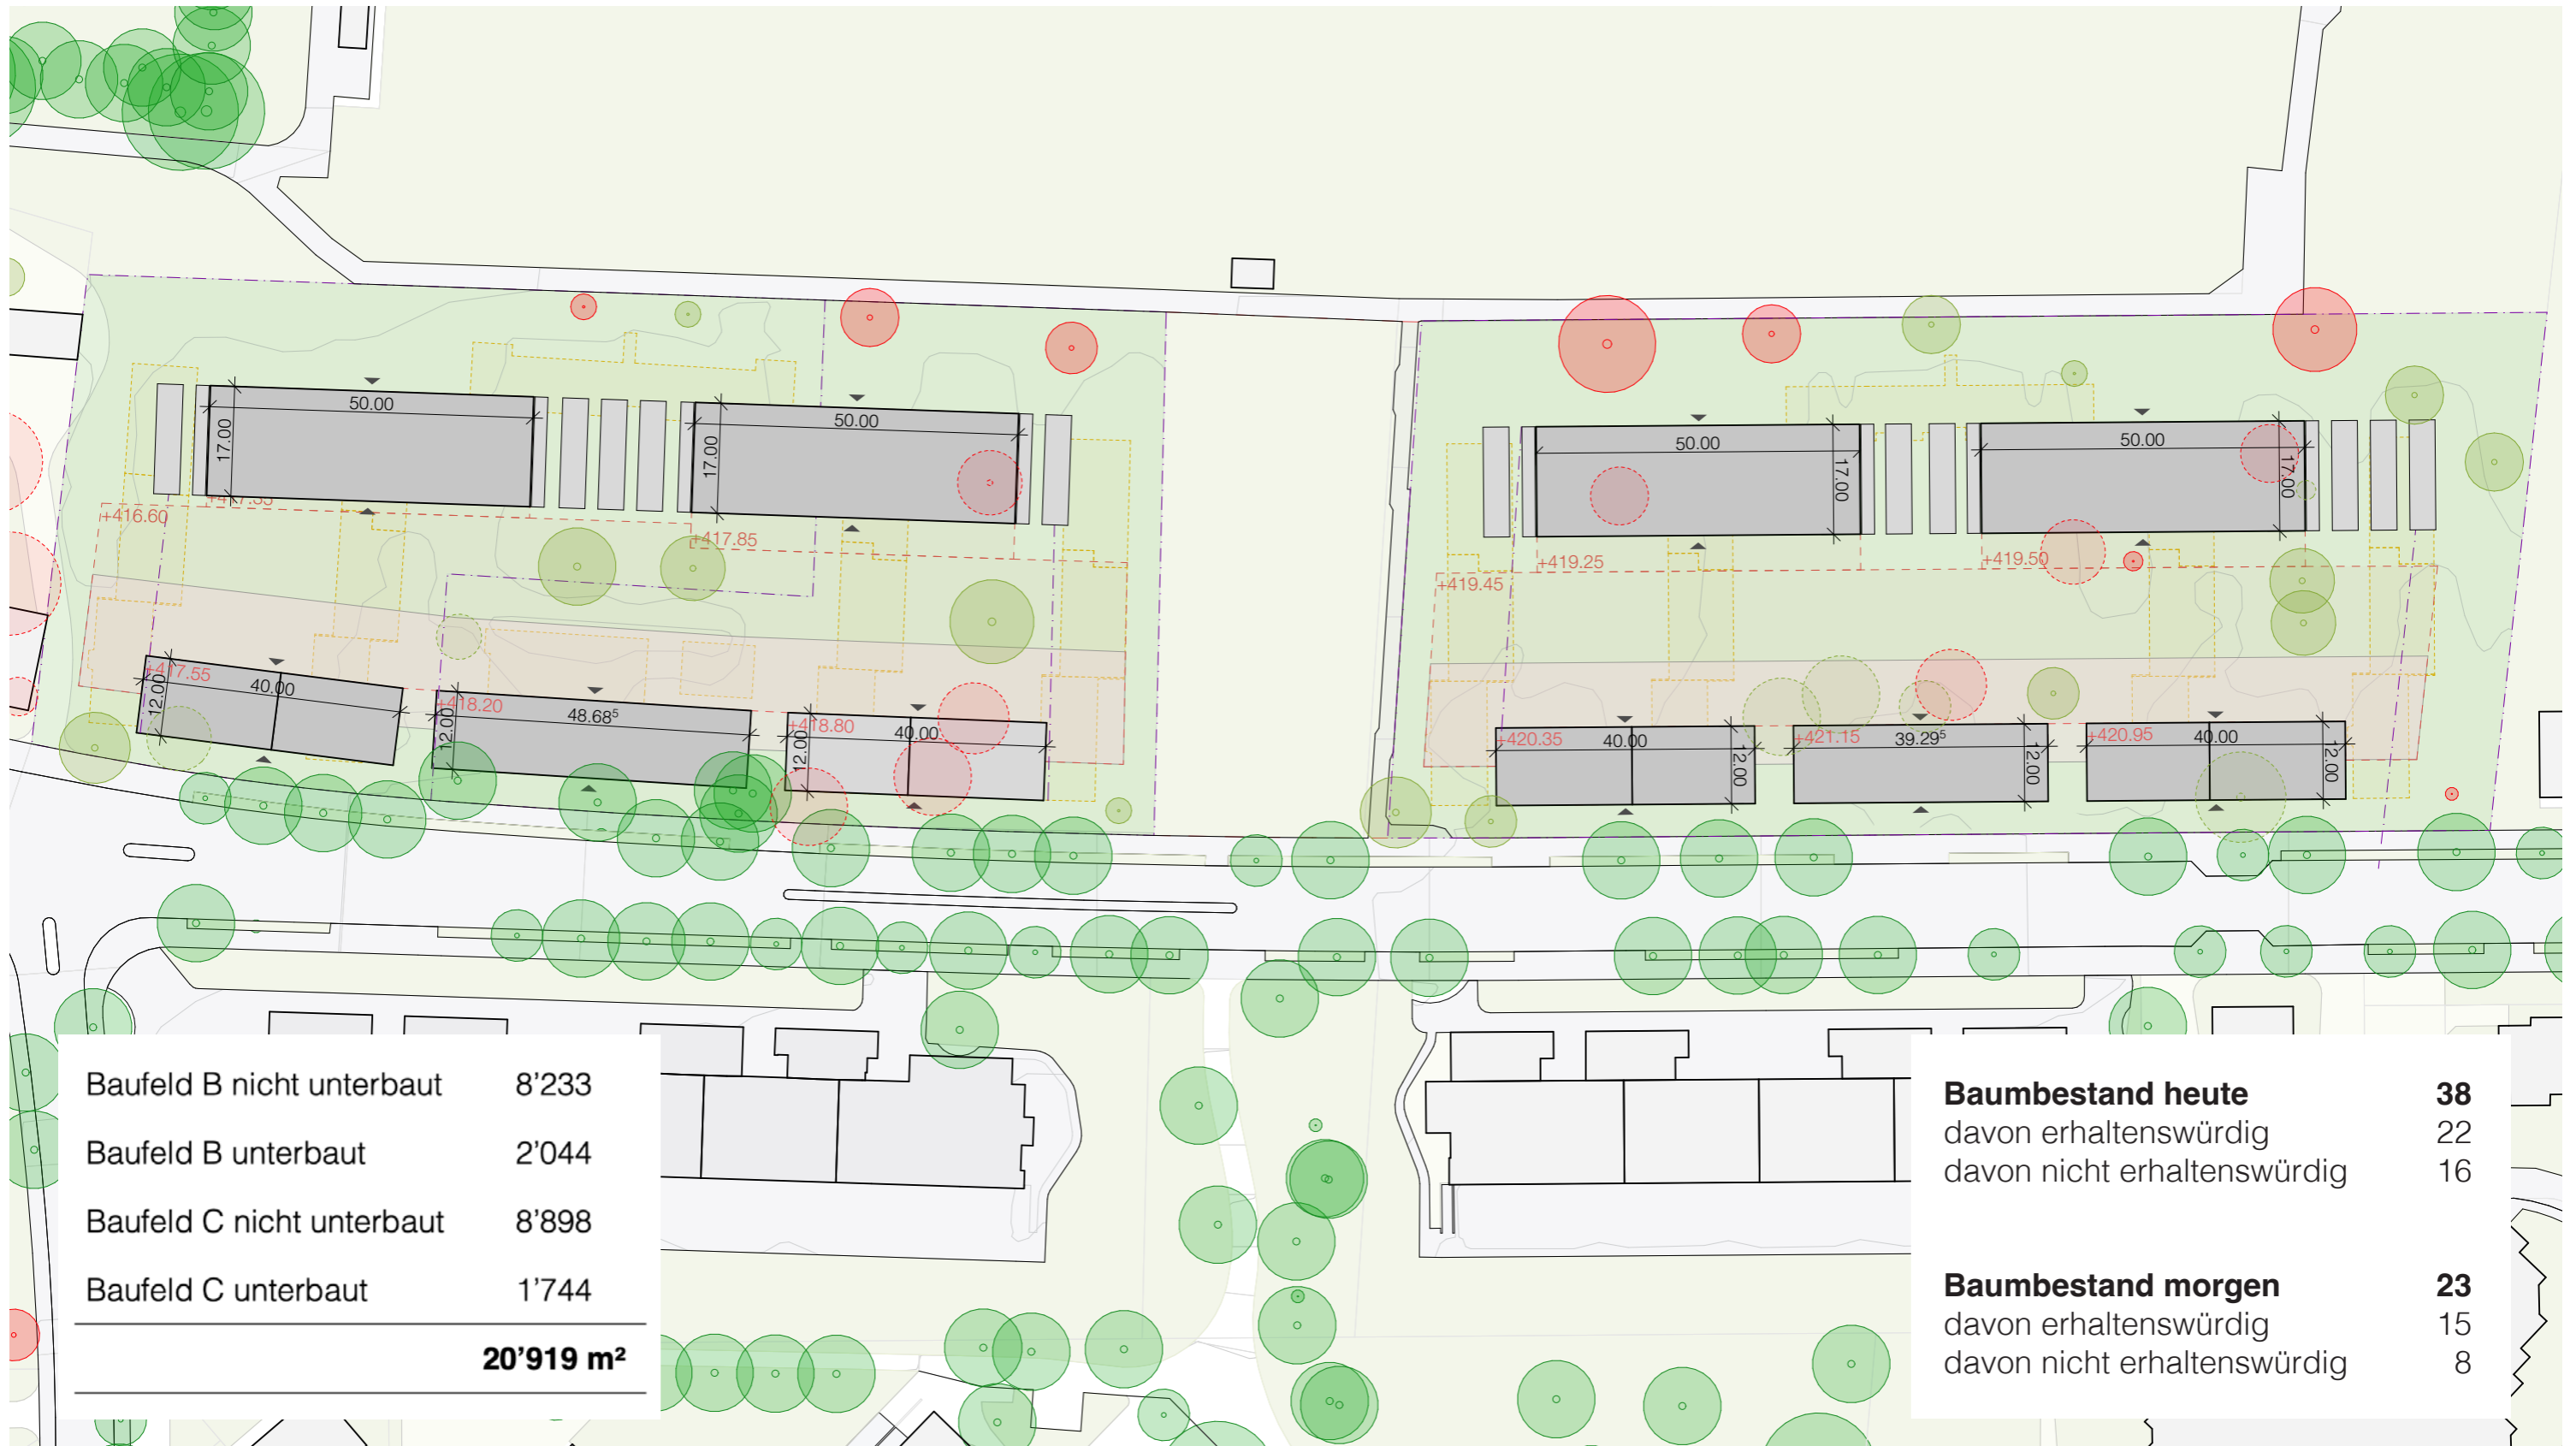 50.00
17.00
50.00
17.00
50.00
17.00
50.00
17.00
+416.60
+417.85
+419.25
+419.50
+419.45
+417.55
12.00
40.00
+418.20
12.00
48.68⁵
+418.80
12.00
40.00
+420.35
40.00
12.00
+421.15
39.29⁵
12.00
+420.95
40.00
12.00
Baufeld B nicht unterbaut 8’233
Baufeld B unterbaut 2’044
Baufeld C nicht unterbaut 8’898
Baufeld C unterbaut 1’744
20’919 m²
Baumbestand heute 38
davon erhaltenswürdig 22
davon nicht erhaltenswürdig 16
Baumbestand morgen 23
davon erhaltenswürdig 15
davon nicht erhaltenswürdig 8